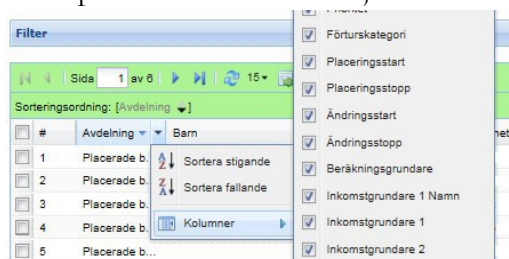 Filter
Sida 1 av 6 15
Sorteringsordning: [Avdelning]
# Avdelning Barn
1 Placerade b...
2 Placerade b...
3 Placerade b...
4 Placerade b...
5 Placerade b...
Sortera stigande
Sortera fallande
Kolumner
Prioritet
Förturskategori
Placeringsstart
Placeringsstopp
Ändringsstart
Ändringsstopp
Beräkningsgrundare
Inkomstgrundare 1 Namn
Inkomstgrundare 1
Inkomstgrundare 2